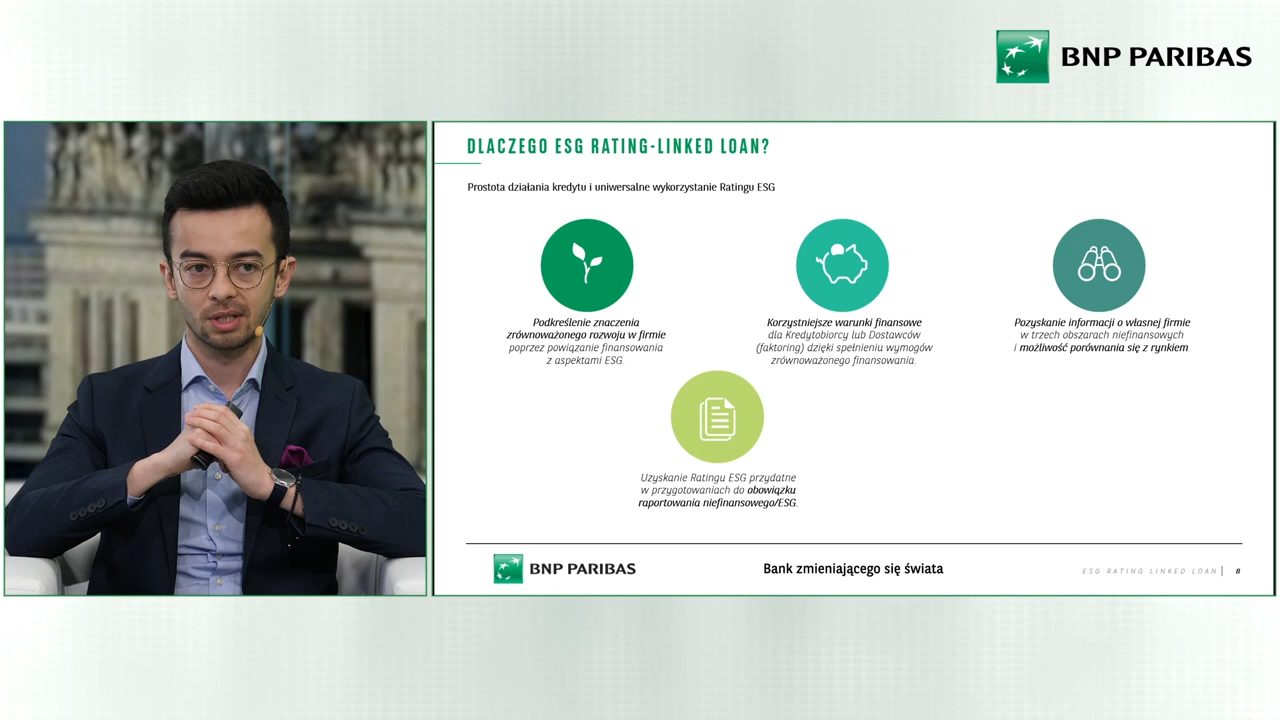 BNP PARIBAS
DLACZEGO ESG RATING-LINKED LOAN?
Prostota działania kredytu i uniwersalne wykorzystanie Ratingu ESG
Podkreślenie znaczenia
zrównoważonego rozwoju w firmie
poprzez powiązanie finansowania
z aspektami ESG.
Korzystniejsze warunki finansowe
dla Kredytobiorcy lub Dostawców
(faktoring) dzięki spełnieniu wymogów
zrównoważonego finansowania.
Pozyskanie informacji o własnej firmie
w trzech obszarach niefinansowych
i możliwość porównania się z rynkiem.
Uzyskanie Ratingu ESG przydatne
w przygotowaniach do obowiązku
raportowania niefinansowego/ESG.
BNP PARIBAS
Bank zmieniającego się świata
ESG RATING LINKED LOAN | 8